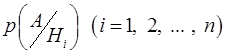 p(A/H_i) (i = 1, 2, ... , n)